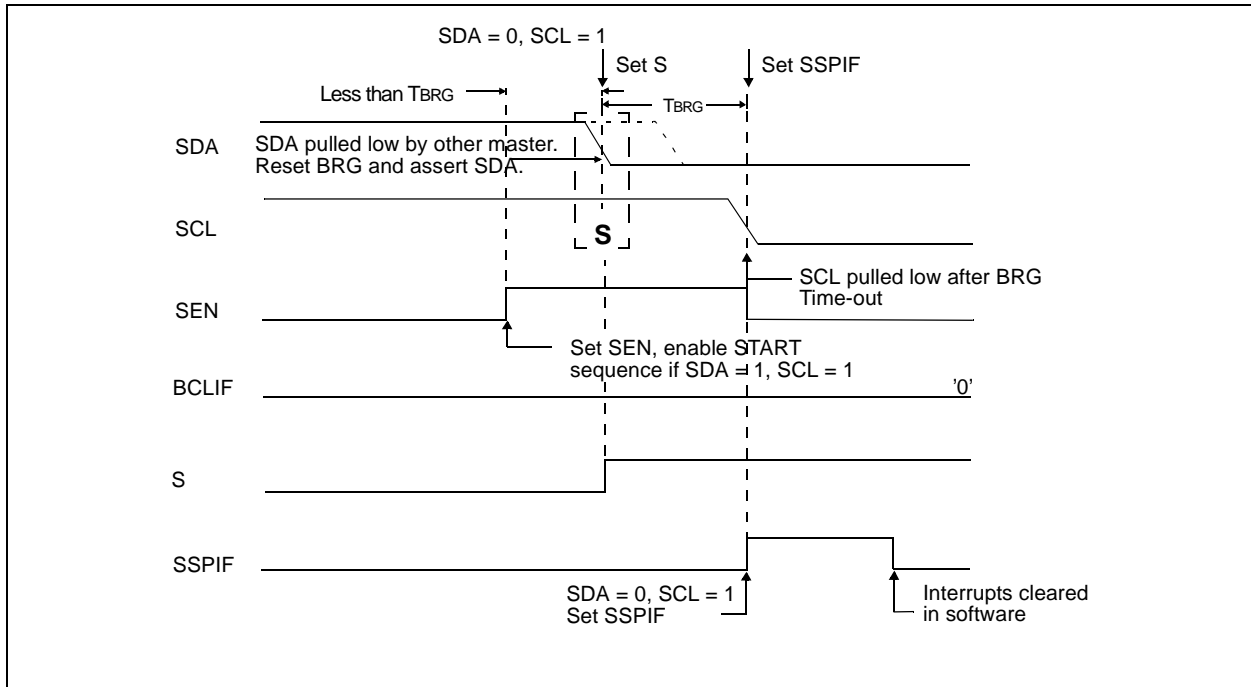 SDA = 0, SCL = 1
Set S
Set SSPIF
Less than TBRG
TBRG
SDA
SDA pulled low by other master.
Reset BRG and assert SDA.
SCL
S
SCL pulled low after BRG
Time-out
SEN
Set SEN, enable START
sequence if SDA = 1, SCL = 1
BCLIF
'0'
S
SSPIF
SDA = 0, SCL = 1
Set SSPIF
Interrupts cleared
in software